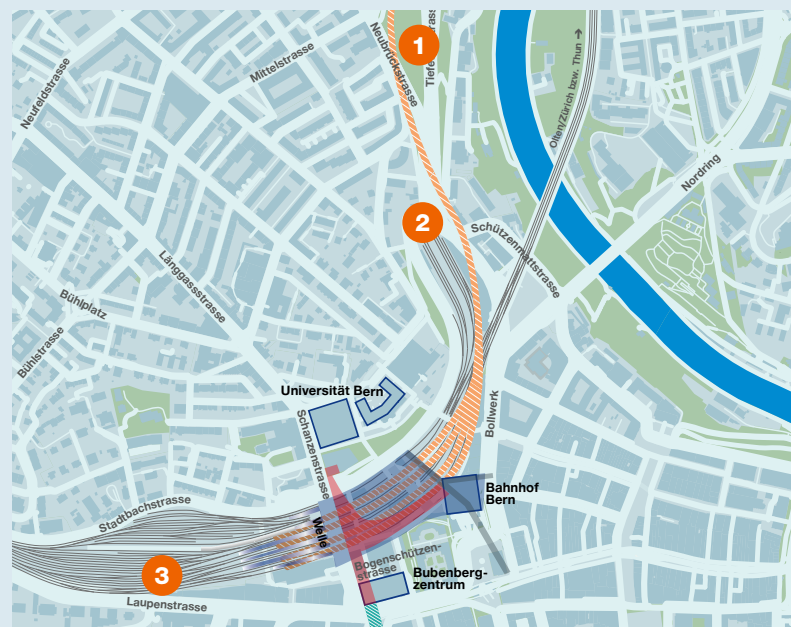 1
Neubrückstrasse
Mittelstrasse
Neufeldstrasse
Olten/Zürich bzw. Thun →
Nordring
2
Schützenmattstrasse
Länggassstrasse
Bühlplatz
Bühlstrasse
Universität Bern
Schanzenstrasse
Bollwerk
Bahnhof
Bern
Stadtbachstrasse
Welle
Bogenschützen-
strasse
3
Bubenberg-
zentrum
Laupenstrasse